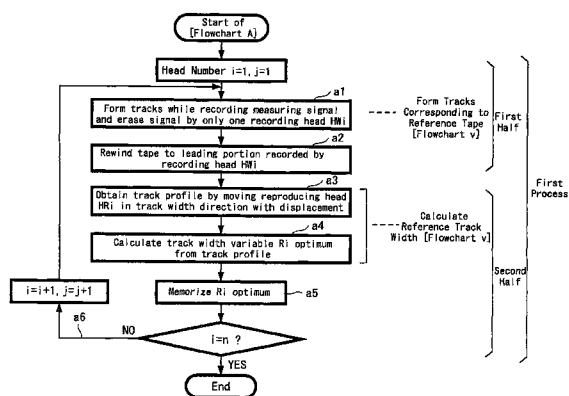 Start of
[Flowchart A]
Head Number i=1, j=1
a1
Form tracks while recording measuring signal
and erase signal by only one recording head HWi
a2
Rewind tape to leading portion recorded by
recording head HWi
a3
Obtain track profile by moving reproducing head
HRi in track width direction with displacement
a4
Calculate track width variable Ri optimum
from track profile
Memorize Ri optimum
a5
i=i+1, j=j+1
a6
NO
i=n ?
YES
End
Form Tracks
Corresponding to
Reference Tape
[Flowchart v]
First
Half
First
Process
Calculate
Reference Track
Width [Flowchart v]
Second
Half